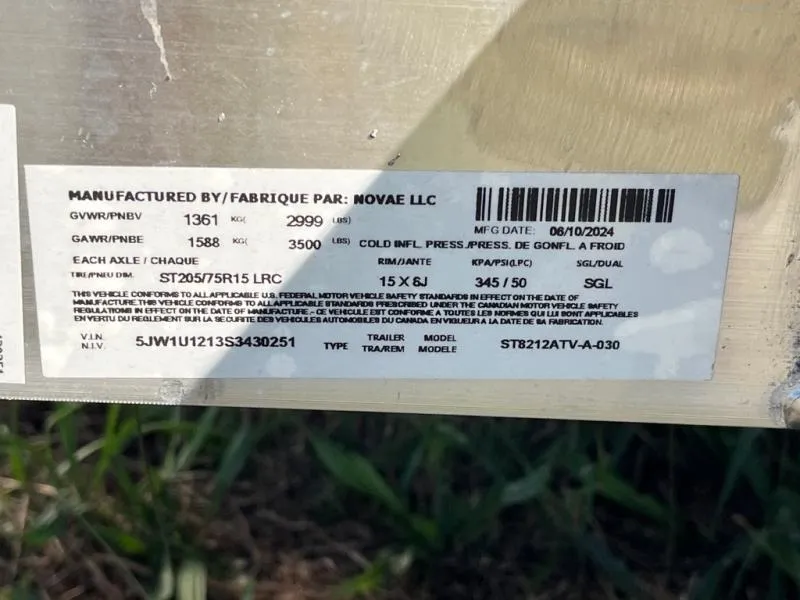 MANUFACTURED BY/FABRIQUE PAR: NOVAE LLC
MFG DATE: 06/10/2024
GVWR/PNBV 1361 KG( 2999 LBS)
GAWR/PNBE 1588 KG( 3500 LBS) COLD INFL. PRESS./PRESS. DE GONFL. A FROID
EACH AXLE / CHAQUE RIM/JANTE KPA/PSI(LPC) SGL/DUAL
TIRE/PNEU DIM. ST205/75R15 LRC 15 X 6J 345 / 50 SGL
THIS VEHICLE CONFORMS TO ALL APPLICABLE U.S. FEDERAL MOTOR VEHICLE SAFETY STANDARDS IN EFFECT ON THE DATE OF
MANUFACTURE.THIS VEHICLE CONFORMS TO ALL APPLICABLE STANDARDS PRESCRIBED UNDER THE CANADIAN MOTOR VEHICLE SAFETY
REGULATIONS IN EFFECT ON THE DATE OF MANUFACTURE. - CE VEHICULE EST CONFORME A TOUTES LES NORMES QUI LUI SONT APPLICABLES
EN VERTU DU REGLEMENT SUR LA SECURITE DES VEHICULES AUTOMOBILES DU CANADA EN VIGUEUR A LA DATE DE SA FABRICATION.
V.I.N. 5JW1U1213S3430251 TYPE TRAILER MODEL ST8212ATV-A-030
N.I.V. TRA/REM MODELE